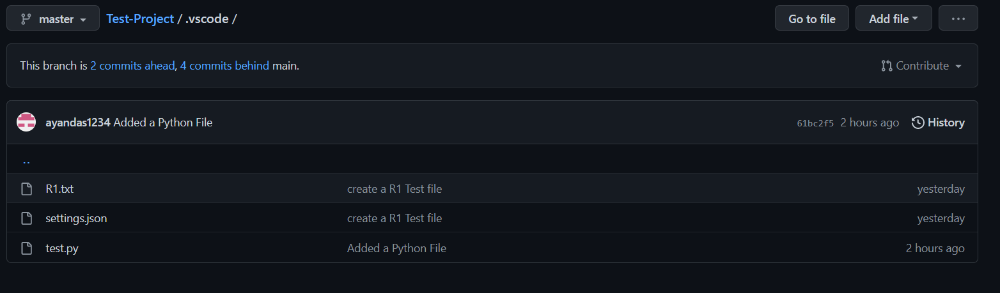 master Test-Project / .vscode / Go to file Add file ...
This branch is 2 commits ahead, 4 commits behind main. Contribute
ayandas1234 Added a Python File 61bc2f5 2 hours ago History
..
R1.txt create a R1 Test file yesterday
settings.json create a R1 Test file yesterday
test.py Added a Python File 2 hours ago